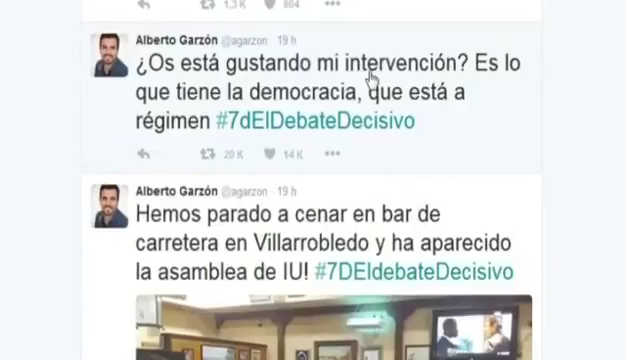 1,3 K 804
Alberto Garzón @agarzon · 19 h
¿Os está gustando mi intervención? Es lo
que tiene la democracia, que está a
régimen #7dElDebateDecisivo
20 K 14 K
Alberto Garzón @agarzon · 19 h
Hemos parado a cenar en bar de
carretera en Villarrobledo y ha aparecido
la asamblea de IU! #7DEldebateDecisivo